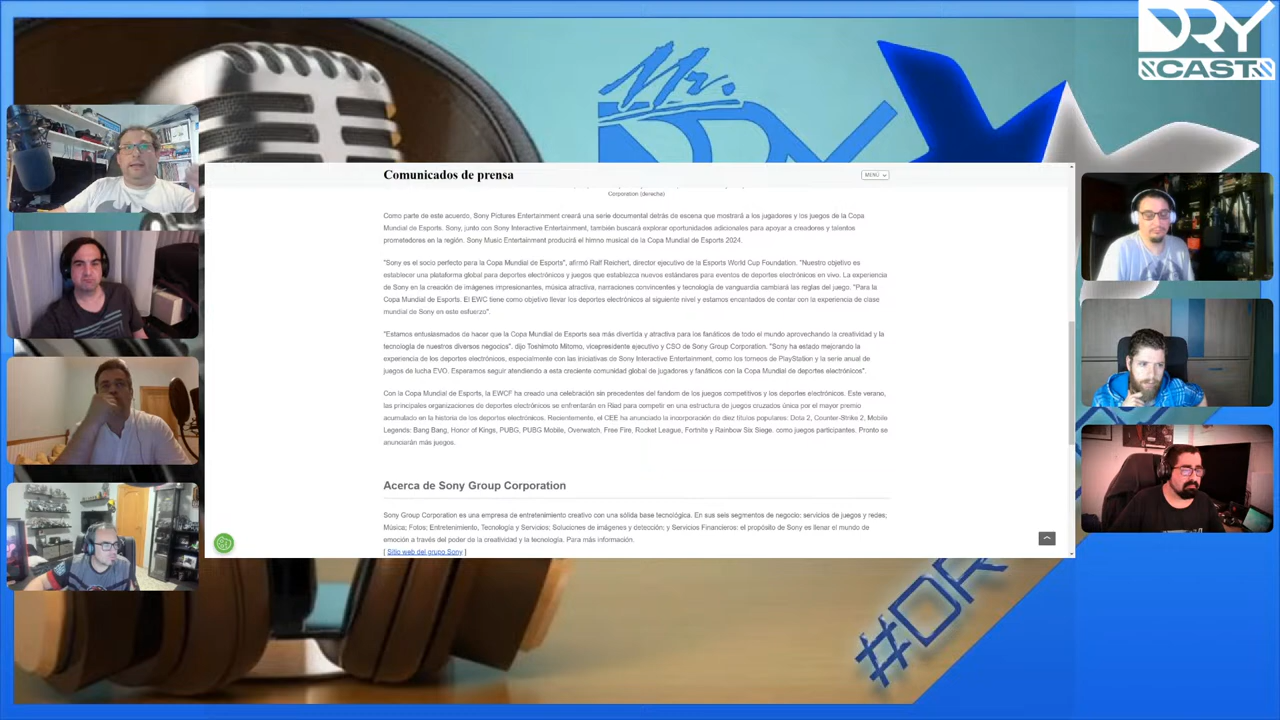 DRY
CAST
Mr.
DRY
Comunicados de prensa
MENÚ
Corporation (derecha)
Como parte de este acuerdo, Sony Pictures Entertainment creará una serie documental detrás de escena que mostrará a los jugadores y los juegos de la Copa
Mundial de Esports. Sony, junto con Sony Interactive Entertainment, también buscará explorar oportunidades adicionales para apoyar a creadores y talentos
prometedores en la región. Sony Music Entertainment producirá el himno musical de la Copa Mundial de Esports 2024.
"Sony es el socio perfecto para la Copa Mundial de Esports", afirmó Ralf Reichert, director ejecutivo de la Esports World Cup Foundation. "Nuestro objetivo es
establecer una plataforma global para deportes electrónicos y juegos que establezca nuevos estándares para eventos de deportes electrónicos en vivo. La experiencia
de Sony en la creación de imágenes impresionantes, música atractiva, narraciones convincentes y tecnología de vanguardia cambiará las reglas del juego. "Para la
Copa Mundial de Esports. El EWC tiene como objetivo llevar los deportes electrónicos al siguiente nivel y estamos encantados de contar con la experiencia de clase
mundial de Sony en este esfuerzo".
"Estamos entusiasmados de hacer que la Copa Mundial de Esports sea más divertida y atractiva para los fanáticos de todo el mundo aprovechando la creatividad y la
tecnología de nuestros diversos negocios". dijo Toshimoto Mitomo, vicepresidente ejecutivo y CSO de Sony Group Corporation. "Sony ha estado mejorando la
experiencia de los deportes electrónicos, especialmente con las iniciativas de Sony Interactive Entertainment, como los torneos de PlayStation y la serie anual de
juegos de lucha EVO. Esperamos seguir atendiendo a esta creciente comunidad global de jugadores y fanáticos con la Copa Mundial de deportes electrónicos".
Con la Copa Mundial de Esports, la EWCF ha creado una celebración sin precedentes del fandom de los juegos competitivos y los deportes electrónicos. Este verano,
las principales organizaciones de deportes electrónicos se enfrentarán en Riad para competir en una estructura de juegos cruzados única por el mayor premio
acumulado en la historia de los deportes electrónicos. Recientemente, el CEE ha anunciado la incorporación de diez títulos populares: Dota 2, Counter-Strike 2, Mobile
Legends: Bang Bang, Honor of Kings, PUBG, PUBG Mobile, Overwatch. Free Fire, Rocket League, Fortnite y Rainbow Six Siege. como juegos participantes. Pronto se
anunciarán más juegos.
Acerca de Sony Group Corporation
Sony Group Corporation es una empresa de entretenimiento creativo con una sólida base tecnológica. En sus seis segmentos de negocio: servicios de juegos y redes;
Música; Fotos; Entretenimiento, Tecnología y Servicios; Soluciones de imágenes y detección; y Servicios Financieros: el propósito de Sony es llenar el mundo de
emoción a través del poder de la creatividad y la tecnología. Para más información.
[ Sitio web del grupo Sony ]
#DR